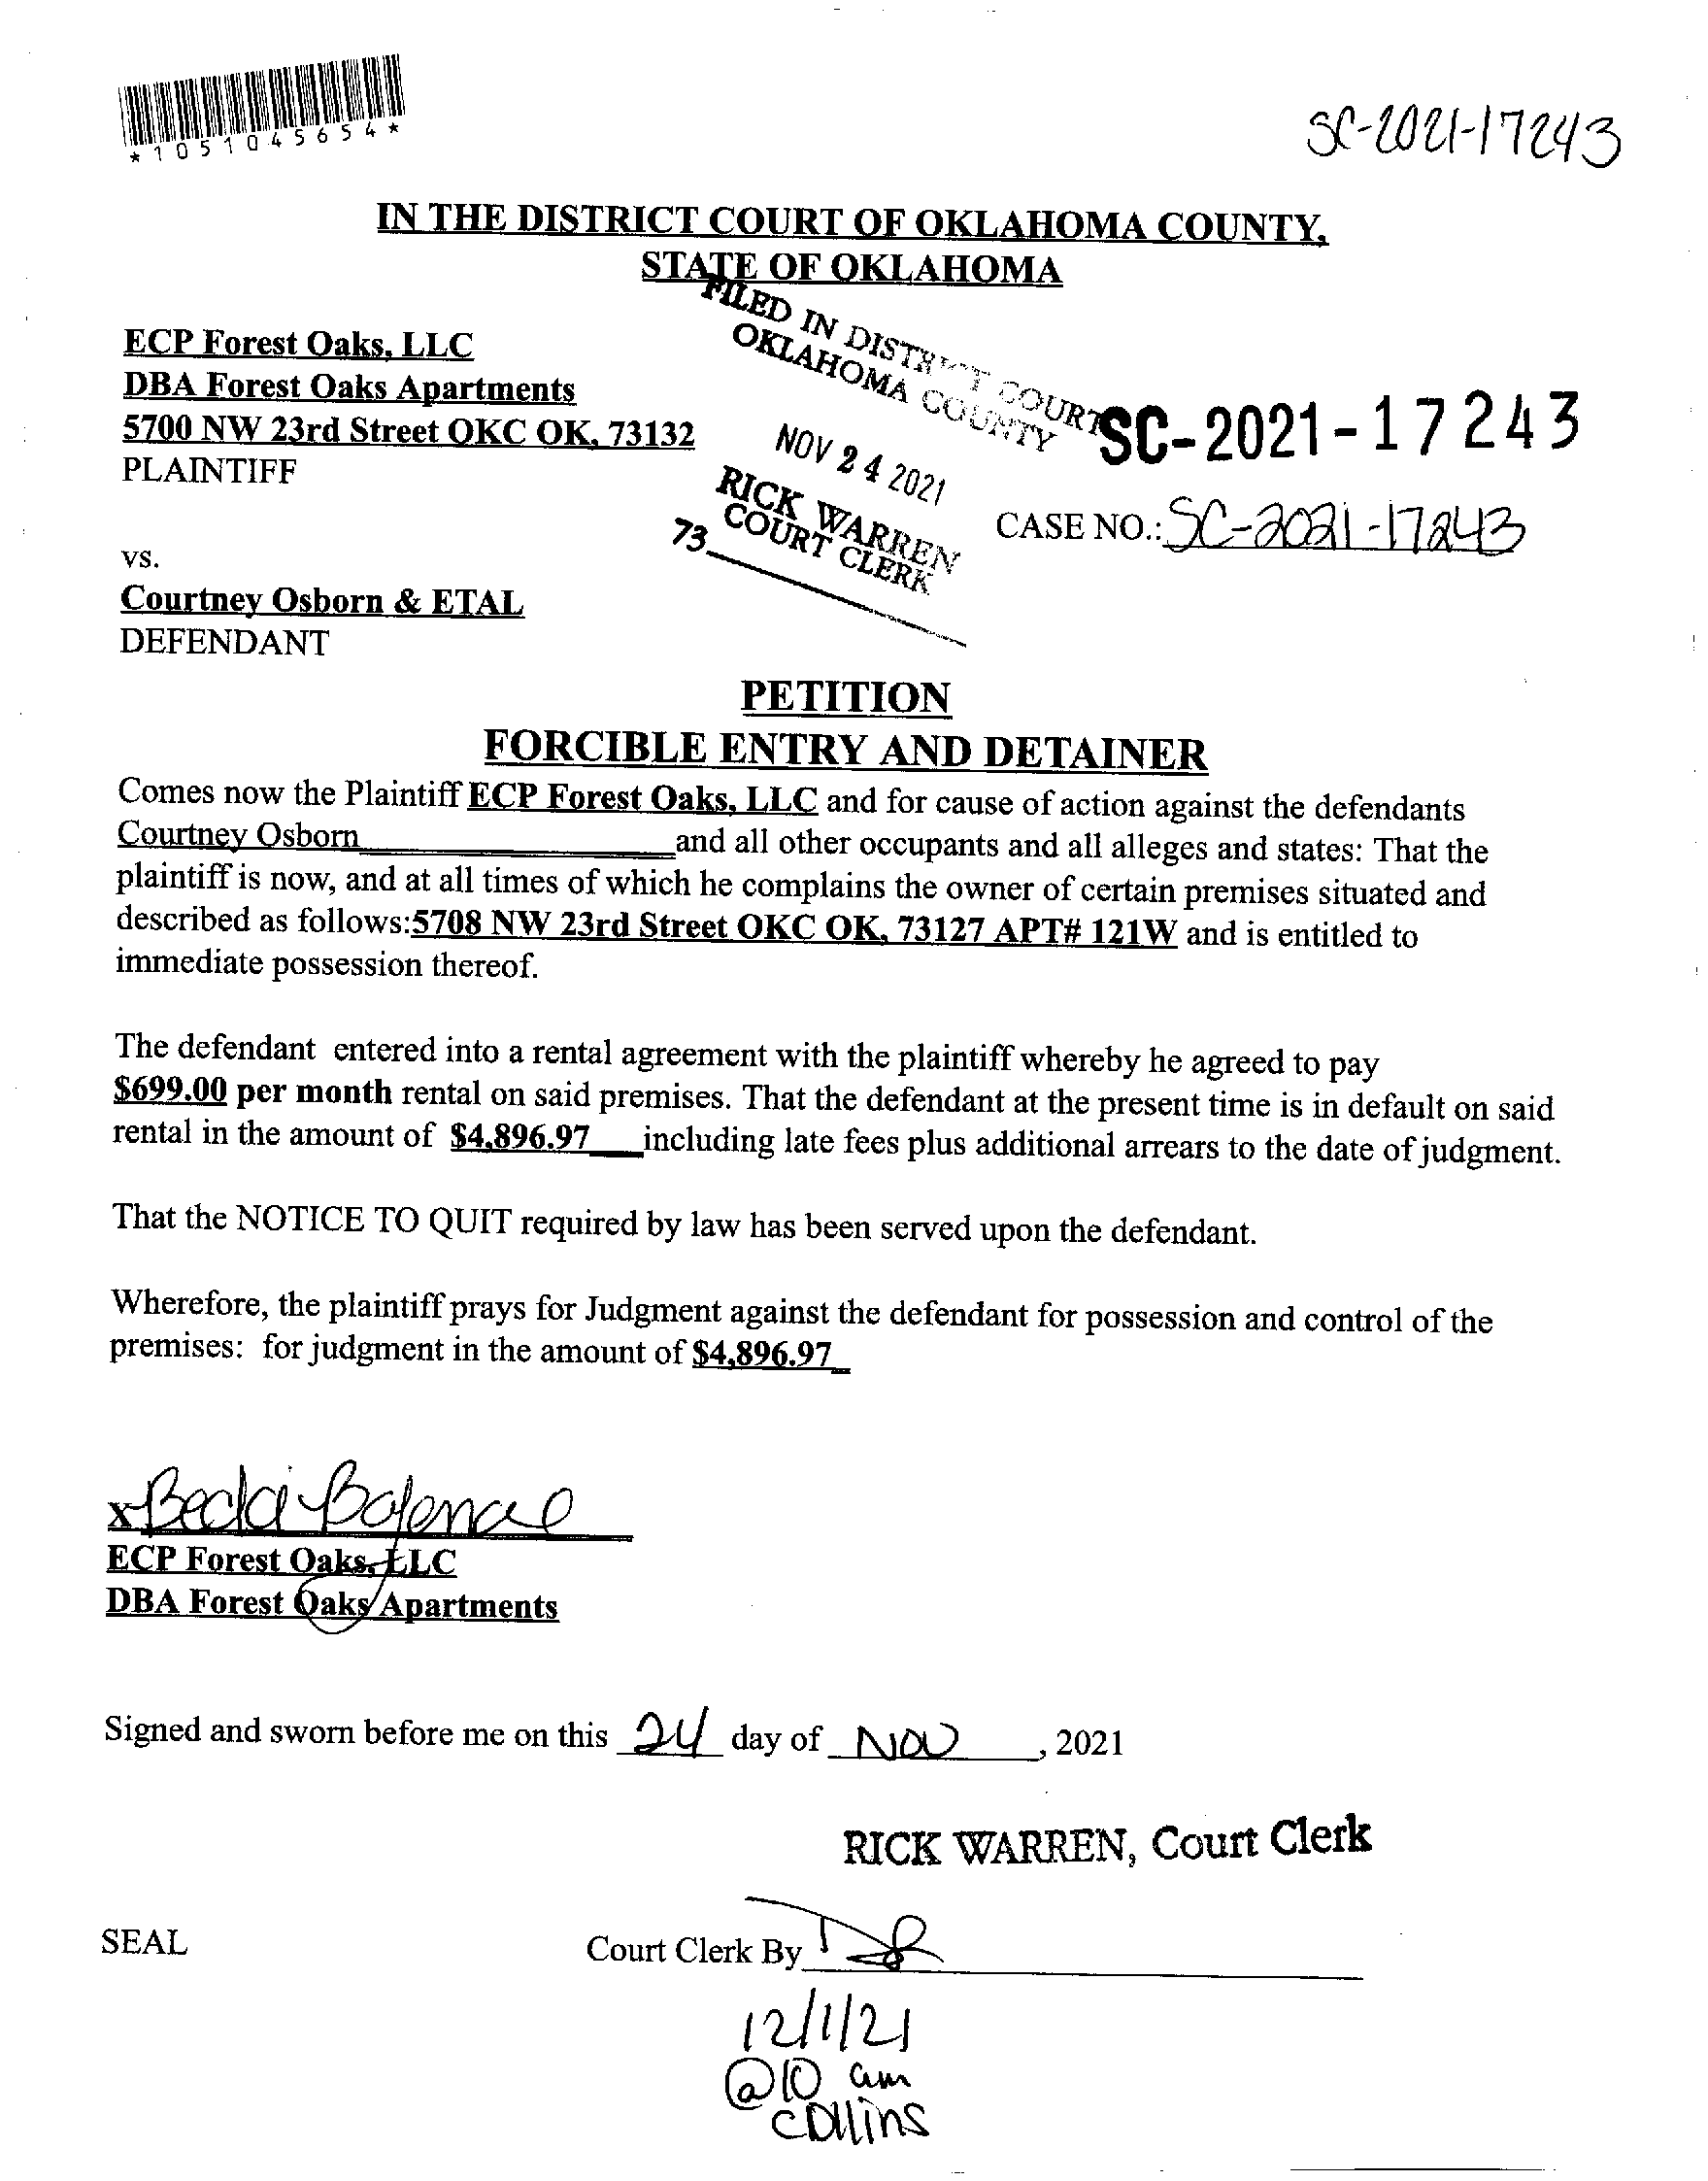 *1051045654*
SC-2021-17243
IN THE DISTRICT COURT OF OKLAHOMA COUNTY,
STATE OF OKLAHOMA
FILED IN DISTRICT COURT
OKLAHOMA COUNTY
NOV 24 2021
RICK WARREN
COURT CLERK
73
ECP Forest Oaks, LLC
DBA Forest Oaks Apartments
5700 NW 23rd Street OKC OK, 73132
PLAINTIFF
SC-2021-17243
CASE NO.: SC-2021-17243
vs.
Courtney Osborn & ETAL
DEFENDANT
PETITION
FORCIBLE ENTRY AND DETAINER
Comes now the Plaintiff ECP Forest Oaks, LLC and for cause of action against the defendants
Courtney Osborn and all other occupants and all alleges and states: That the
plaintiff is now, and at all times of which he complains the owner of certain premises situated and
described as follows:5708 NW 23rd Street OKC OK, 73127 APT# 121W and is entitled to
immediate possession thereof.
The defendant entered into a rental agreement with the plaintiff whereby he agreed to pay
$699.00 per month rental on said premises. That the defendant at the present time is in default on said
rental in the amount of $4,896.97 including late fees plus additional arrears to the date of judgment.
That the NOTICE TO QUIT required by law has been served upon the defendant.
Wherefore, the plaintiff prays for Judgment against the defendant for possession and control of the
premises: for judgment in the amount of $4,896.97
x
ECP Forest Oaks, LLC
DBA Forest Oaks Apartments
Signed and sworn before me on this 24 day of NOV, 2021
RICK WARREN, Court Clerk
SEAL
Court Clerk By
12/1/21
@10 am
Collins